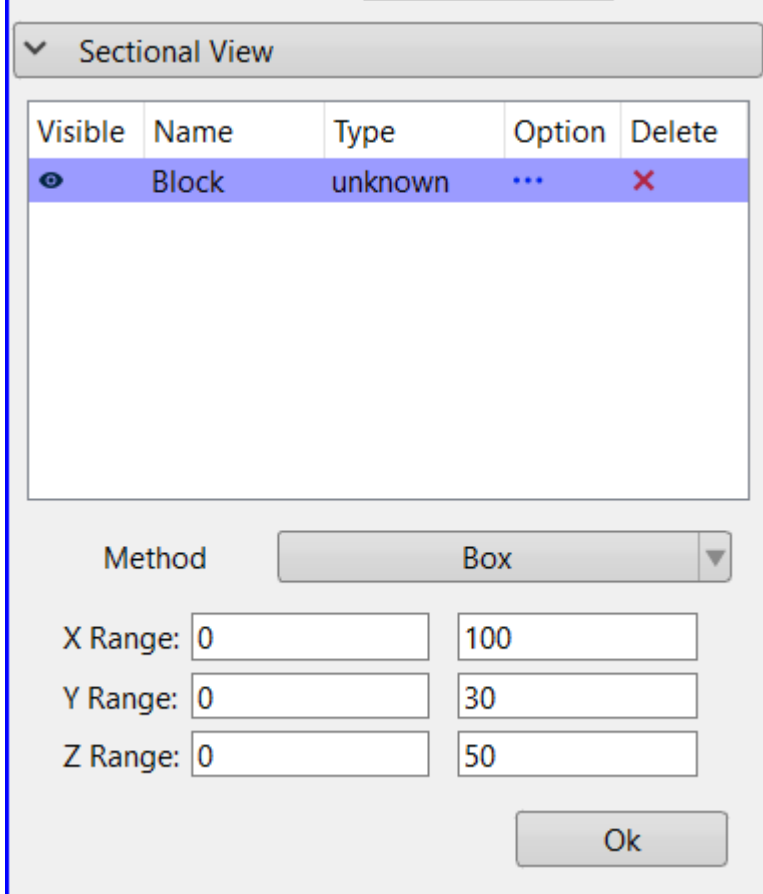 Sectional View
Visible Name Type Option Delete
Block unknown ...
Method Box
X Range: 0 100
Y Range: 0 30
Z Range: 0 50
Ok